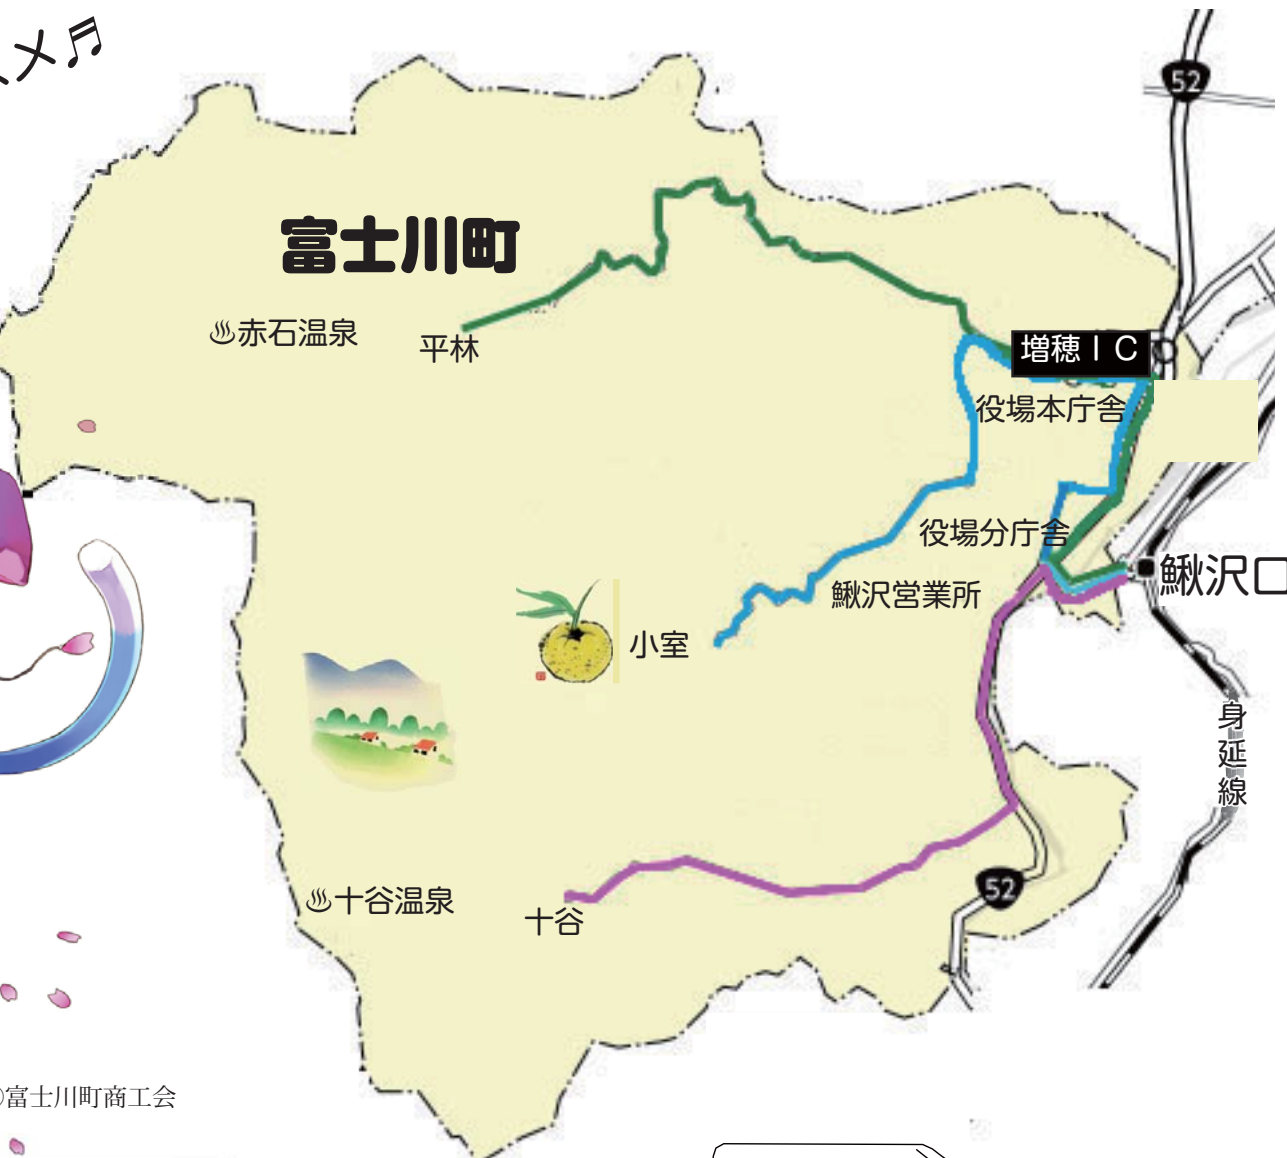 メ♬
52
富士川町
♨赤石温泉
平林
増穂IC
役場本庁舎
役場分庁舎
鰍沢口
鰍沢営業所
小室
身延線
52
♨十谷温泉
十谷
富士川町商工会